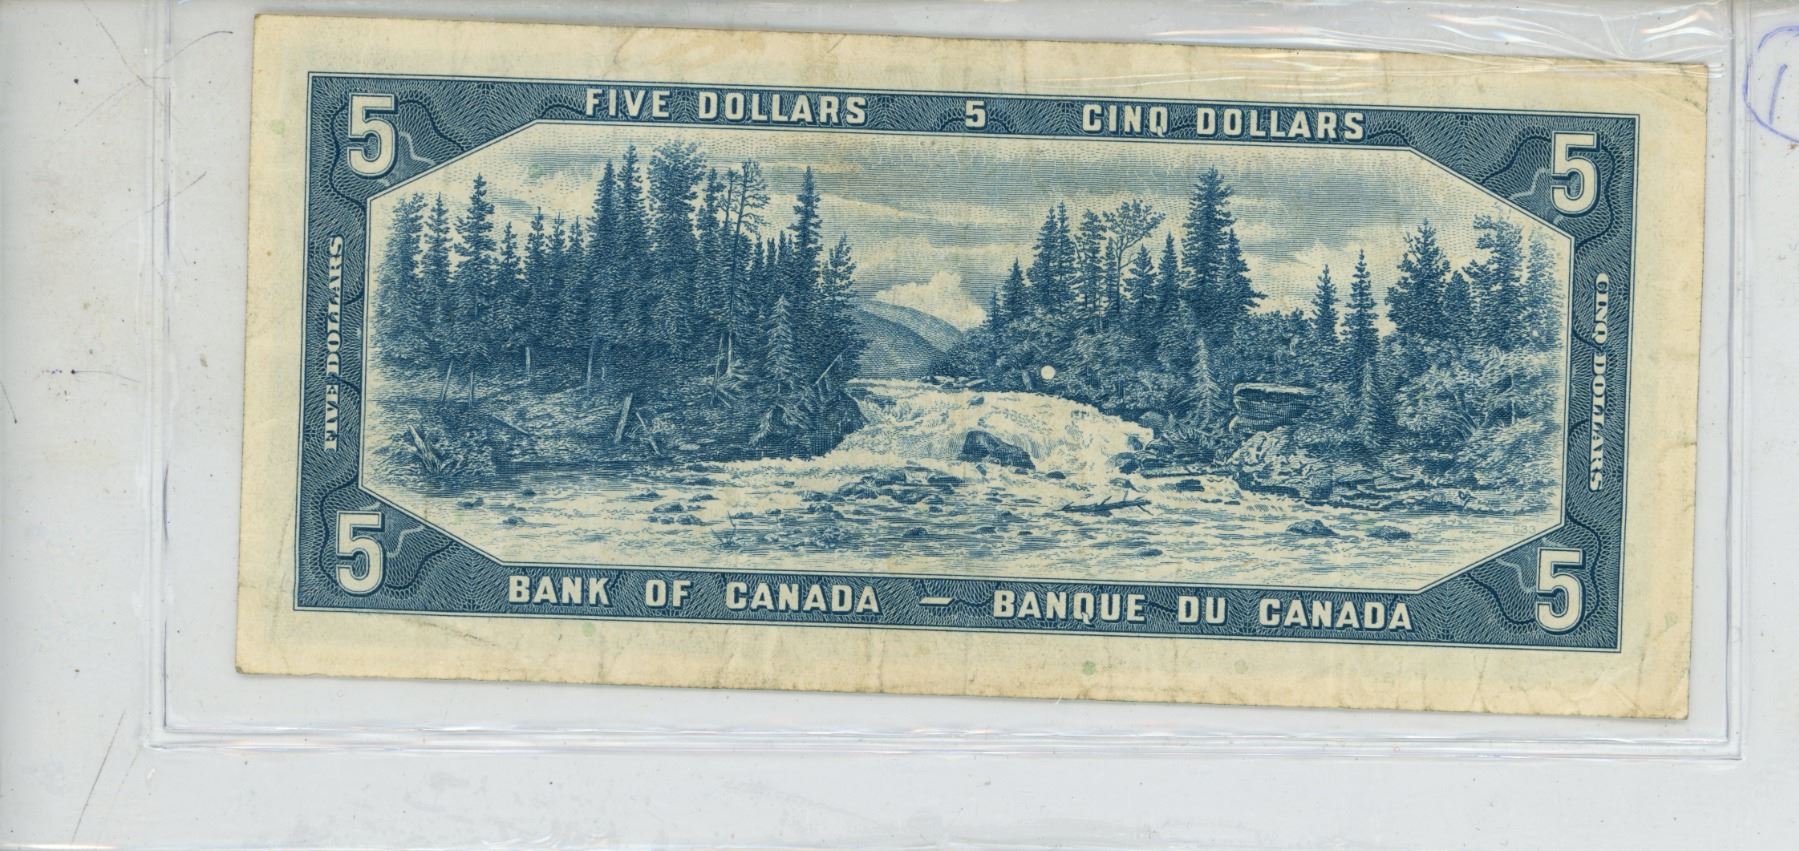 FIVE DOLLARS 5 CINQ DOLLARS
5
5
FIVE DOLLARS
CINQ DOLLARS
5
5
BANK OF CANADA – BANQUE DU CANADA